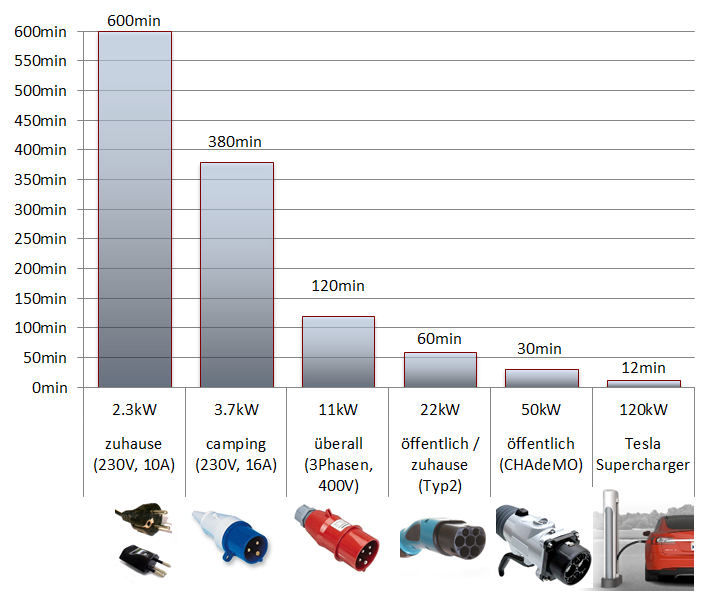 600min
600min
550min
500min
450min
400min
380min
350min
300min
250min
200min
150min
120min
100min
60min
50min
30min
12min
0min
2.3kW
3.7kW
11kW
22kW
50kW
120kW
zuhause
(230V, 10A)
camping
(230V, 16A)
überall
(3Phasen,
400V)
öffentlich /
zuhause
(Typ2)
öffentlich
(CHAdeMO)
Tesla
Supercharger